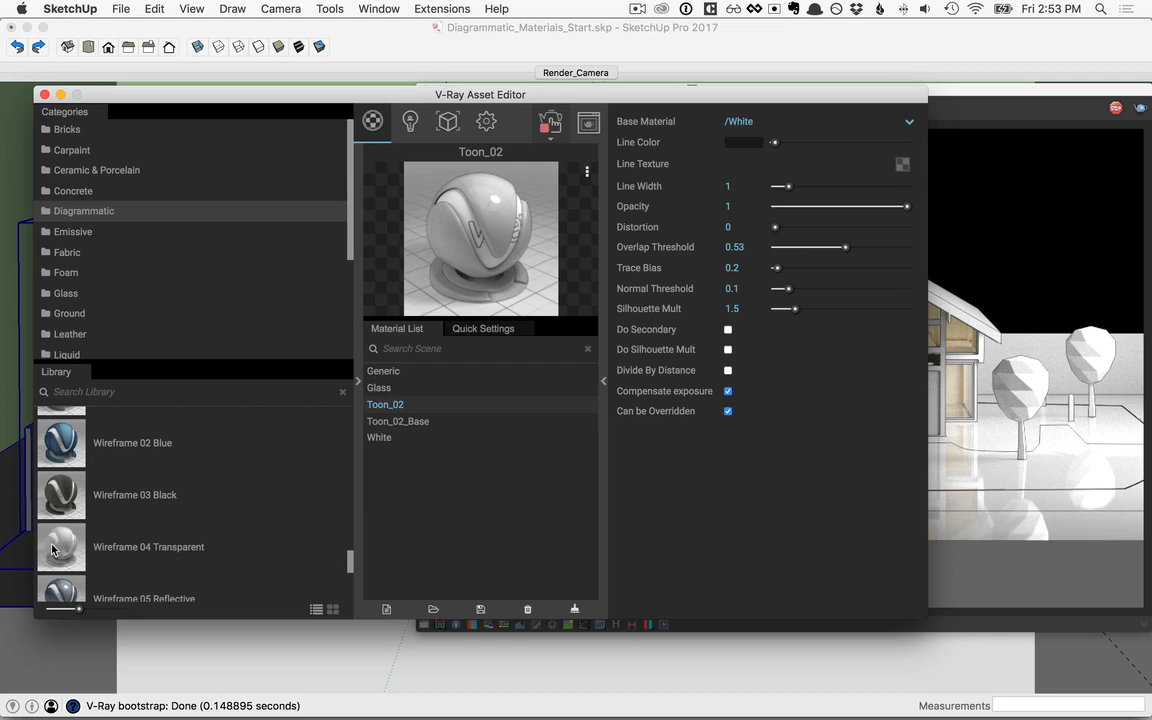 SketchUp File Edit View Draw Camera Tools Window Extensions Help Fri 2:53 PM
Diagrammatic_Materials_Start.skp - SketchUp Pro 2017
Render_Camera
V-Ray Asset Editor
Categories
Bricks
Carpaint
Ceramic & Porcelain
Concrete
Diagrammatic
Emissive
Fabric
Foam
Glass
Ground
Leather
Liquid
Library
Search Library
Wireframe 02 Blue
Wireframe 03 Black
Wireframe 04 Transparent
Wireframe 05 Reflective
Toon_02
Material List Quick Settings
Search Scene
Generic
Glass
Toon_02
Toon_02_Base
White
Base Material /White
Line Color
Line Texture
Line Width 1
Opacity 1
Distortion 0
Overlap Threshold 0.53
Trace Bias 0.2
Normal Threshold 0.1
Silhouette Mult 1.5
Do Secondary
Do Silhouette Mult
Divide By Distance
Compensate exposure
Can be Overridden
STOP
V-Ray bootstrap: Done (0.148895 seconds)
Measurements